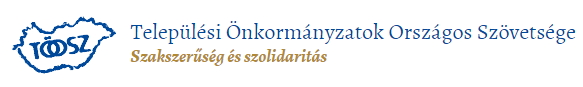 TÖOSZ
Települési Önkormányzatok Országos Szövetsége
Szakszerűség és szolidaritás